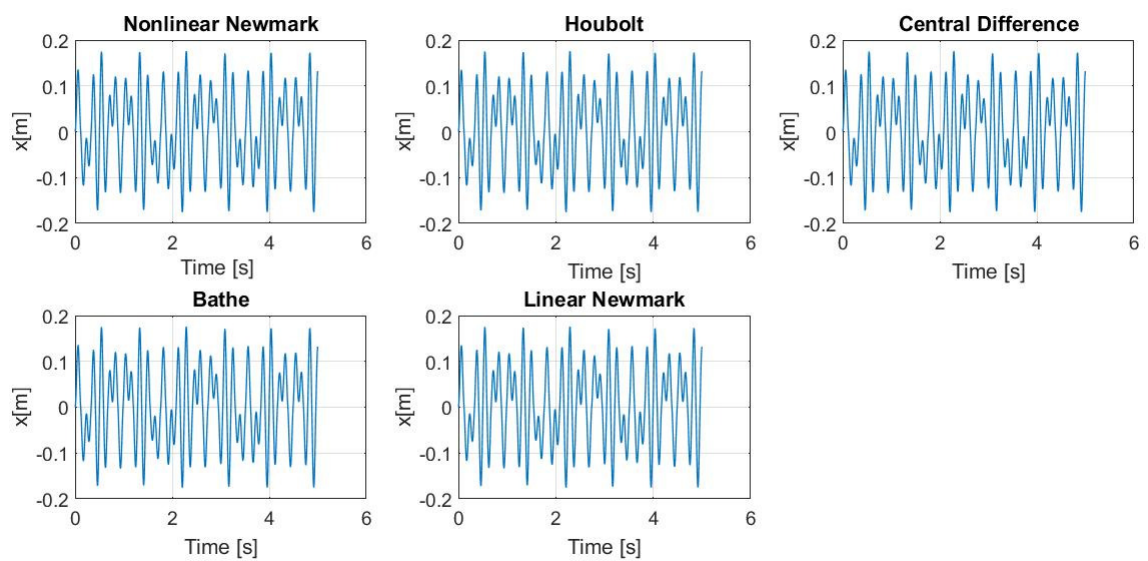 Nonlinear Newmark
0.2
0.1
0
-0.1
-0.2
x[m]
0 2 4 6
Time [s]
Houbolt
0.2
0.1
0
-0.1
-0.2
x[m]
0 2 4 6
Time [s]
Central Difference
0.2
0.1
0
-0.1
-0.2
x[m]
0 2 4 6
Time [s]
Bathe
0.2
0.1
0
-0.1
-0.2
x[m]
0 2 4 6
Time [s]
Linear Newmark
0.2
0.1
0
-0.1
-0.2
x[m]
0 2 4 6
Time [s]